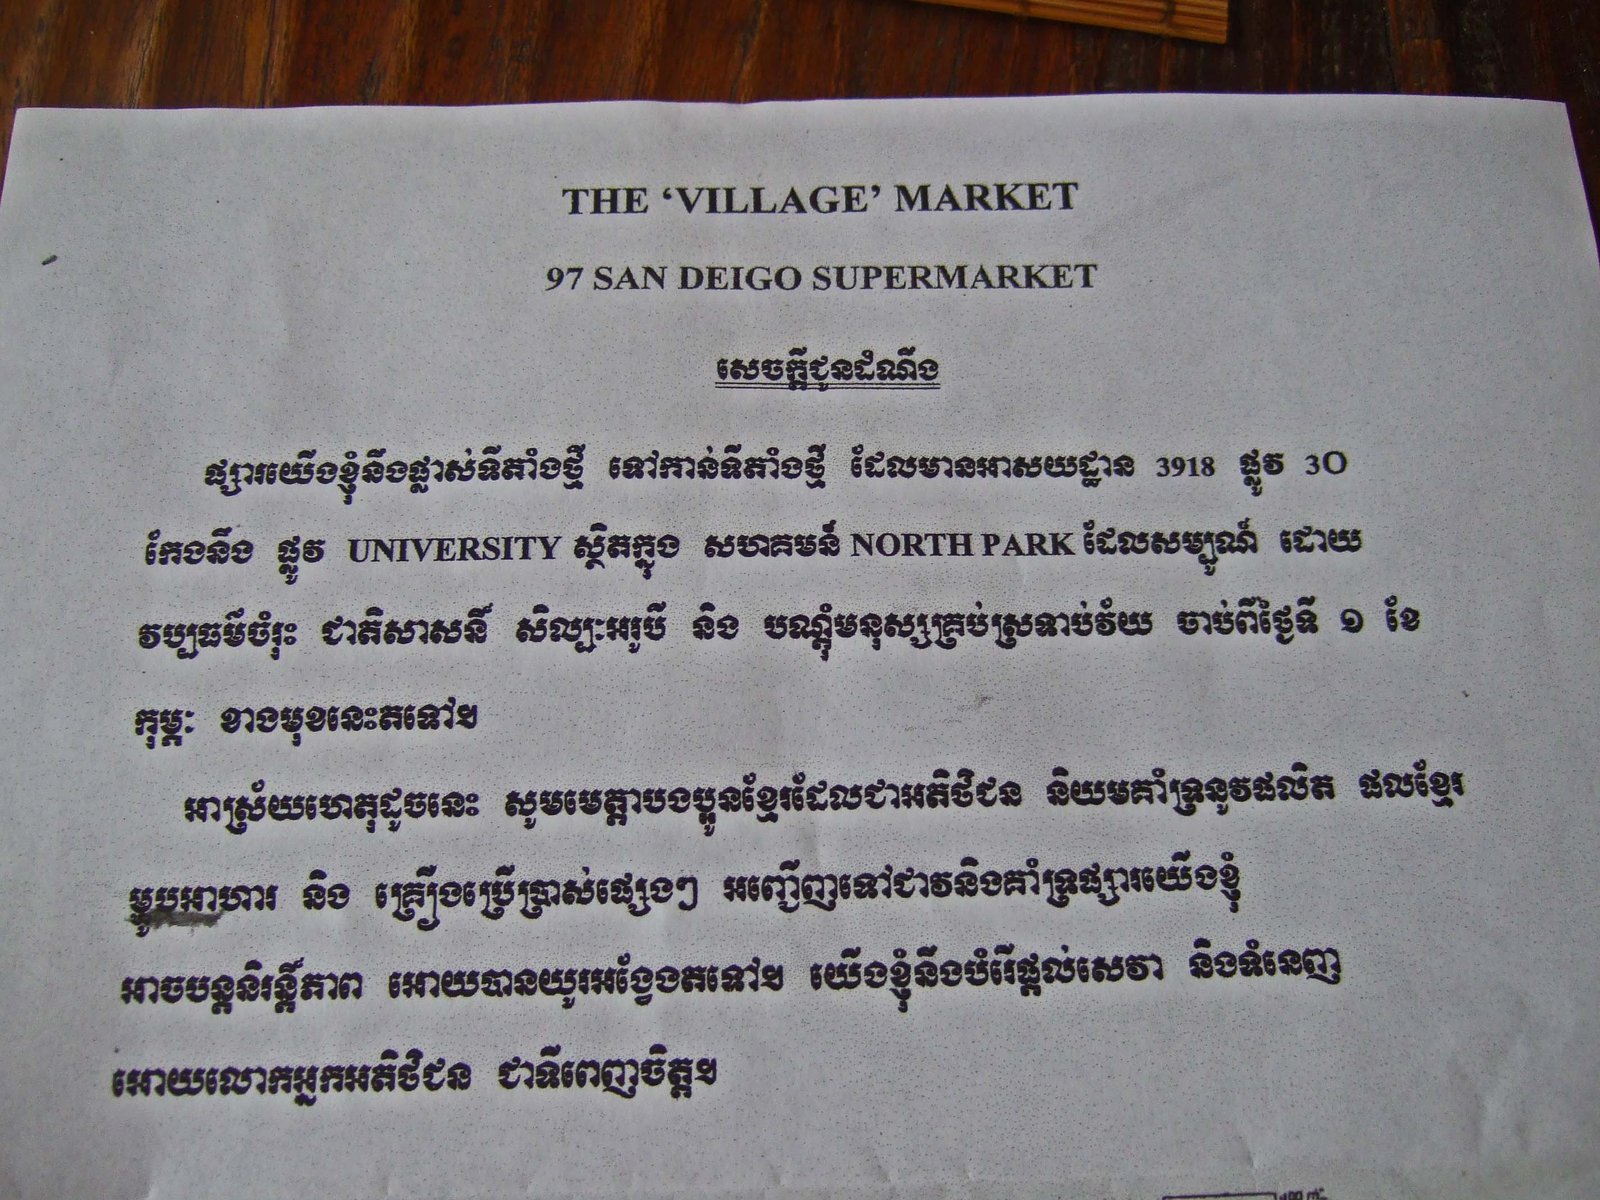 THE ‘VILLAGE’ MARKET
97 SAN DEIGO SUPERMARKET
សេចក្តីជូនដំណឹង
ផ្សារយើងខ្ញុំនឹងផ្លាស់ទីតាំងថ្មី ទៅកាន់ទីតាំងថ្មី ដែលមានអាសយដ្ឋាន 3918 ផ្លូវ 3O
កែងនឹង ផ្លូវ UNIVERSITY ស្ថិតក្នុង សហគមន៍ NORTH PARK ដែលសម្បូណ៌ ដោយ
វប្បធម៌ចំរុះ ជាតិសាសន៍ សិល្បៈអរូបី និង បណ្តុំមនុស្សគ្រប់ស្រទាប់វ័យ ចាប់ពីថ្ងៃទី ១ ខែ
កុម្ភៈ ខាងមុខនេះតទៅ។
អាស្រ័យហេតុដូចនេះ សូមមេត្តាបងប្អូនខ្មែរដែលជាអតិថិជន និយមគាំទ្រនូវផលិត ផលខ្មែរ
ម្ហូបអាហារ និង គ្រឿងប្រើប្រាស់ផ្សេងៗ អញ្ជើញទៅជាវនិងគាំទ្រផ្សារយើងខ្ញុំ
អាចបន្តនិរន្តីភាព អោយបានយូរអង្វែងតទៅ។ យើងខ្ញុំនឹងបំរើផ្តល់សេវា និងទំនេញ
អោយលោកអ្នកអតិថិជន ជាទីពេញចិត្ត។